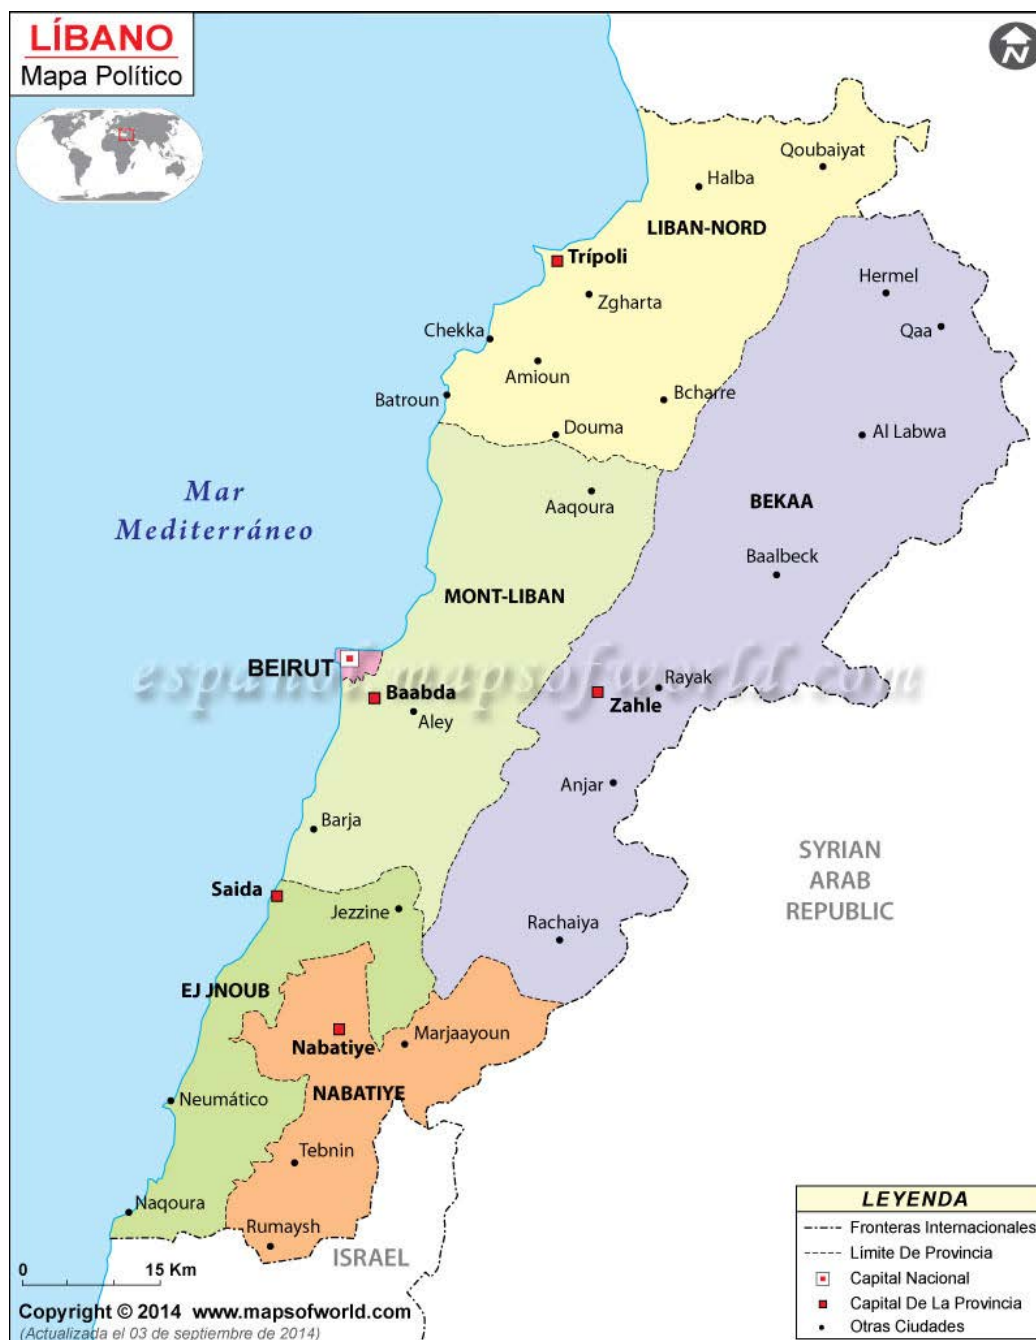 LÍBANO
Mapa Político
N
Qoubaiyat
Halba
LIBAN-NORD
Trípoli
Hermel
Zgharta
Qaa
Chekka
Amioun
Batroun
Bcharre
Douma
Al Labwa
Mar
Mediterráneo
Aaqoura
BEKAA
Baalbeck
MONT-LIBAN
BEIRUT
espanol.mapsofworld.com
Baabda
Rayak
Zahle
Aley
Anjar
Barja
SYRIAN
ARAB
REPUBLIC
Saida
Jezzine
Rachaiya
EJ JNOUB
Nabatiye
Marjaayoun
NABATIYE
Neumático
Tebnin
Naqoura
Rumaysh
ISRAEL
LEYENDA
Fronteras Internacionales
Límite De Provincia
Capital Nacional
Capital De La Provincia
Otras Ciudades
0 15 Km
Copyright © 2014 www.mapsofworld.com
(Actualizada el 03 de septiembre de 2014)